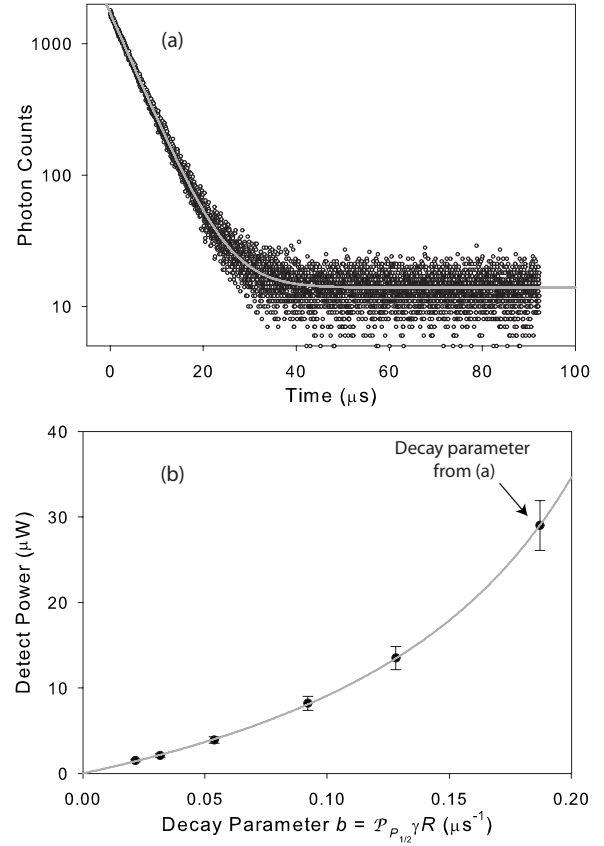 (a)
1000
100
10
Photon Counts
0 20 40 60 80 100
Time (μs)
40
30
20
10
0
Detect Power (μW)
(b)
Decay parameter
from (a)
0.00 0.05 0.10 0.15 0.20
Decay Parameter b = 𝒫P1/2γR (μs-1)